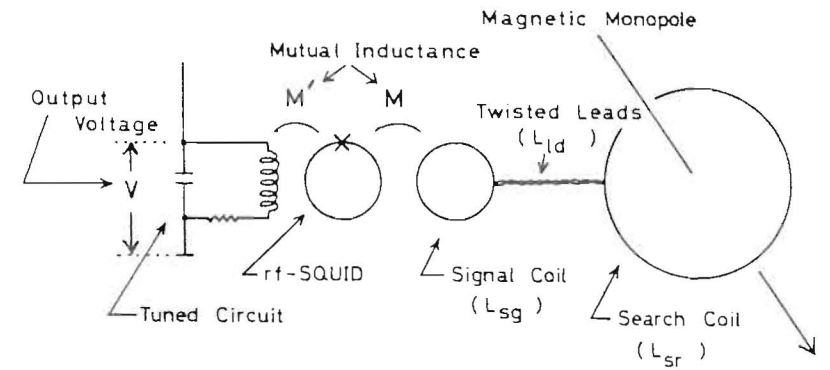 Magnetic Monopole
Mutual Inductance
M' M
Output
Voltage
Twisted Leads
( L_ld )
V
rf-SQUID
Signal Coil
( L_sg )
Tuned Circuit
Search Coil
( L_sr )